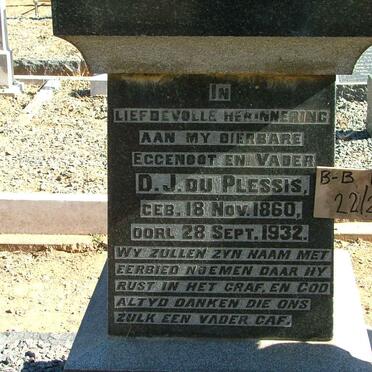 IN
LIEFDEVOLLE HERINNERING
AAN MY DIERBARE
EGGENOOT EN VADER
D. J. DU PLESSIS,
GEB. 18 NOV. 1860,
OORL. 28 SEPT. 1932.
WY ZULLEN ZYN NAAM MET
EERBIED NOEMEN DAAR HY
RUST IN HET GRAF, EN GOD
ALTYD DANKEN DIE ONS
ZULK EEN VADER GAF.
B-B